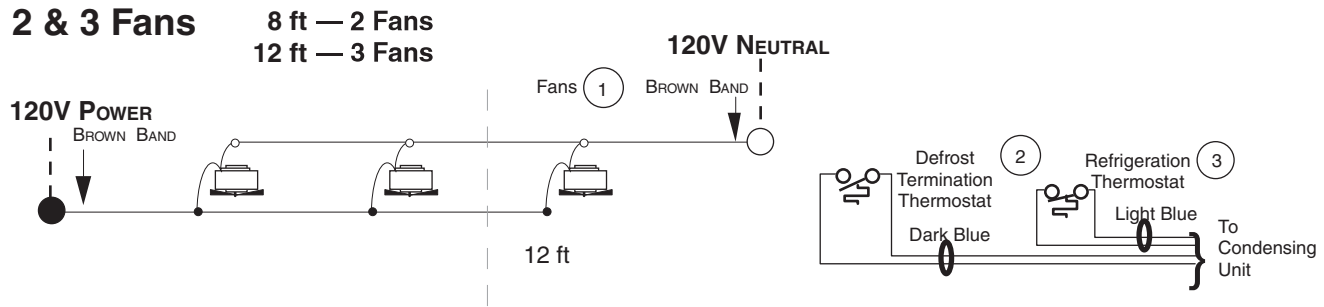 2 & 3 Fans
8 ft — 2 Fans
12 ft — 3 Fans
120V NEUTRAL
Fans 1
BROWN BAND
120V POWER
BROWN BAND
12 ft
Defrost
Termination
Thermostat
2
Refrigeration
Thermostat
3
Light Blue
Dark Blue
To
Condensing
Unit